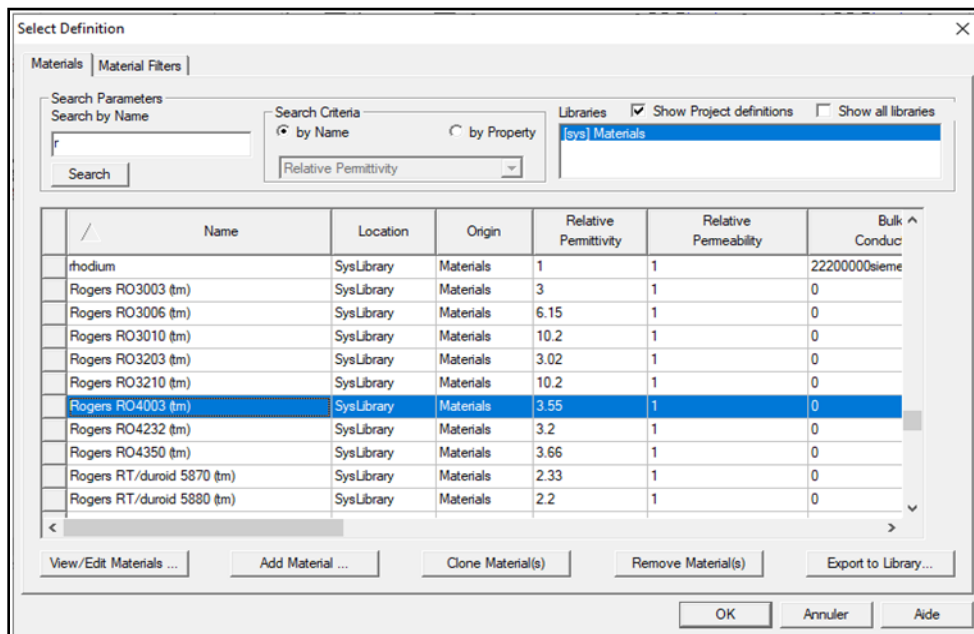 Select Definition
Materials Material Filters
Search Parameters
Search by Name
r
Search
Search Criteria
by Name by Property
Relative Permittivity
Libraries Show Project definitions Show all libraries
[sys] Materials
/ Name Location Origin Relative Permittivity Relative Permeability Bulk Conduct
rhodium SysLibrary Materials 1 1 22200000sieme
Rogers RO3003 (tm) SysLibrary Materials 3 1 0
Rogers RO3006 (tm) SysLibrary Materials 6.15 1 0
Rogers RO3010 (tm) SysLibrary Materials 10.2 1 0
Rogers RO3203 (tm) SysLibrary Materials 3.02 1 0
Rogers RO3210 (tm) SysLibrary Materials 10.2 1 0
Rogers RO4003 (tm) SysLibrary Materials 3.55 1 0
Rogers RO4232 (tm) SysLibrary Materials 3.2 1 0
Rogers RO4350 (tm) SysLibrary Materials 3.66 1 0
Rogers RT/duroid 5870 (tm) SysLibrary Materials 2.33 1 0
Rogers RT/duroid 5880 (tm) SysLibrary Materials 2.2 1 0
View/Edit Materials ... Add Material ... Clone Material(s) Remove Material(s) Export to Library...
OK Annuler Aide